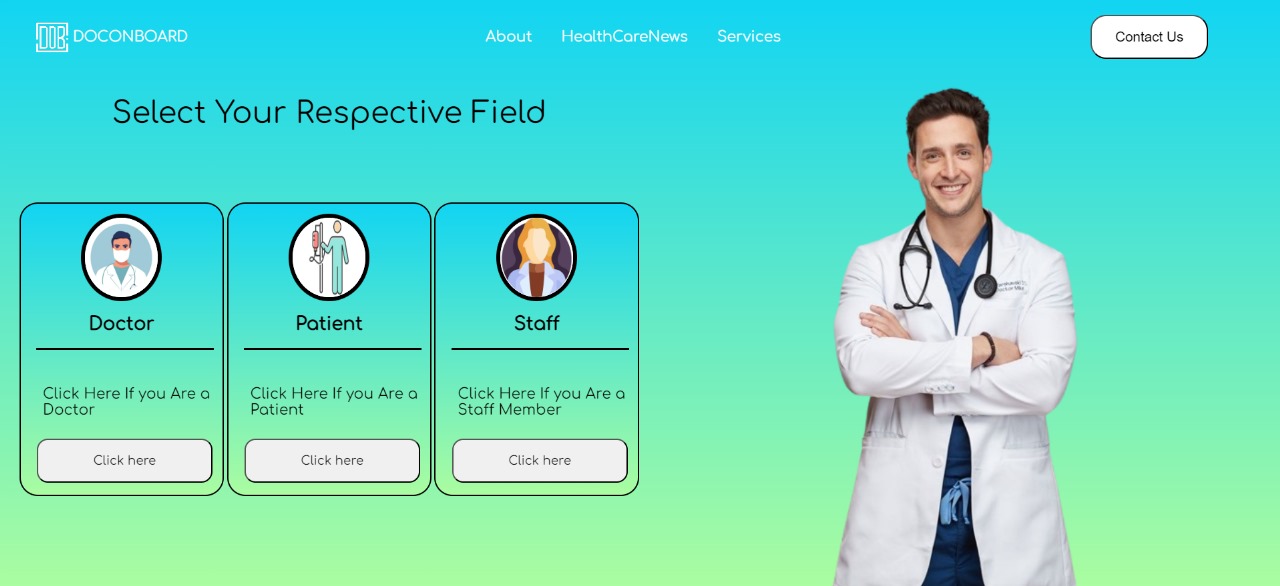 DOB DOCONBOARD
About HealthCareNews Services
Contact Us
Select Your Respective Field
Doctor
Click Here If you Are a
Doctor
Click here
Patient
Click Here If you Are a
Patient
Click here
Staff
Click Here If you Are a
Staff Member
Click here